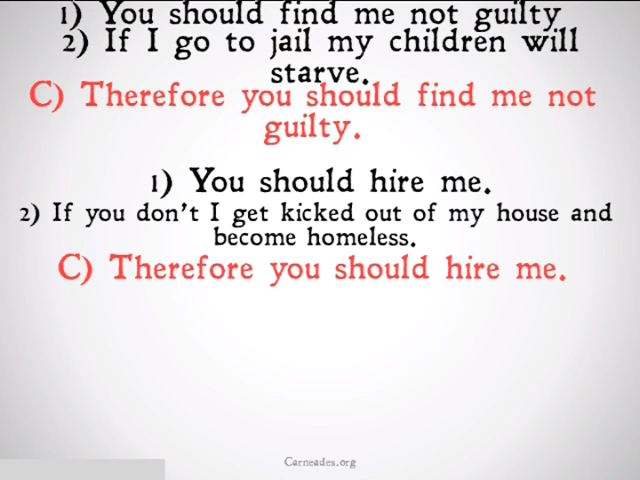 1) You should find me not guilty
2) If I go to jail my children will
starve.
C) Therefore you should find me not
guilty.
1) You should hire me.
2) If you don't I get kicked out of my house and
become homeless.
C) Therefore you should hire me.
Carneades.org